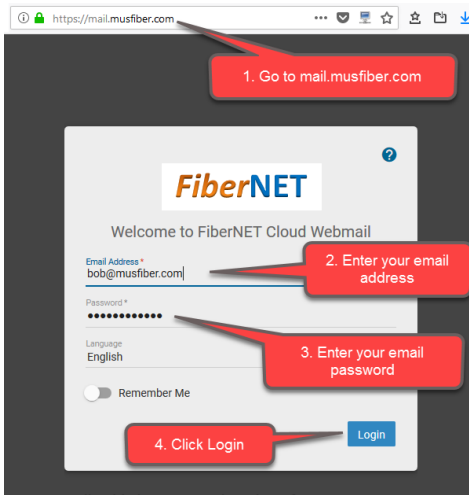 https://mail.musfiber.com
1. Go to mail.musfiber.com
FiberNET
Welcome to FiberNET Cloud Webmail
Email Address *
bob@musfiber.com
2. Enter your email
address
Password *
••••••••••••
3. Enter your email
password
Language
English
Remember Me
4. Click Login
Login